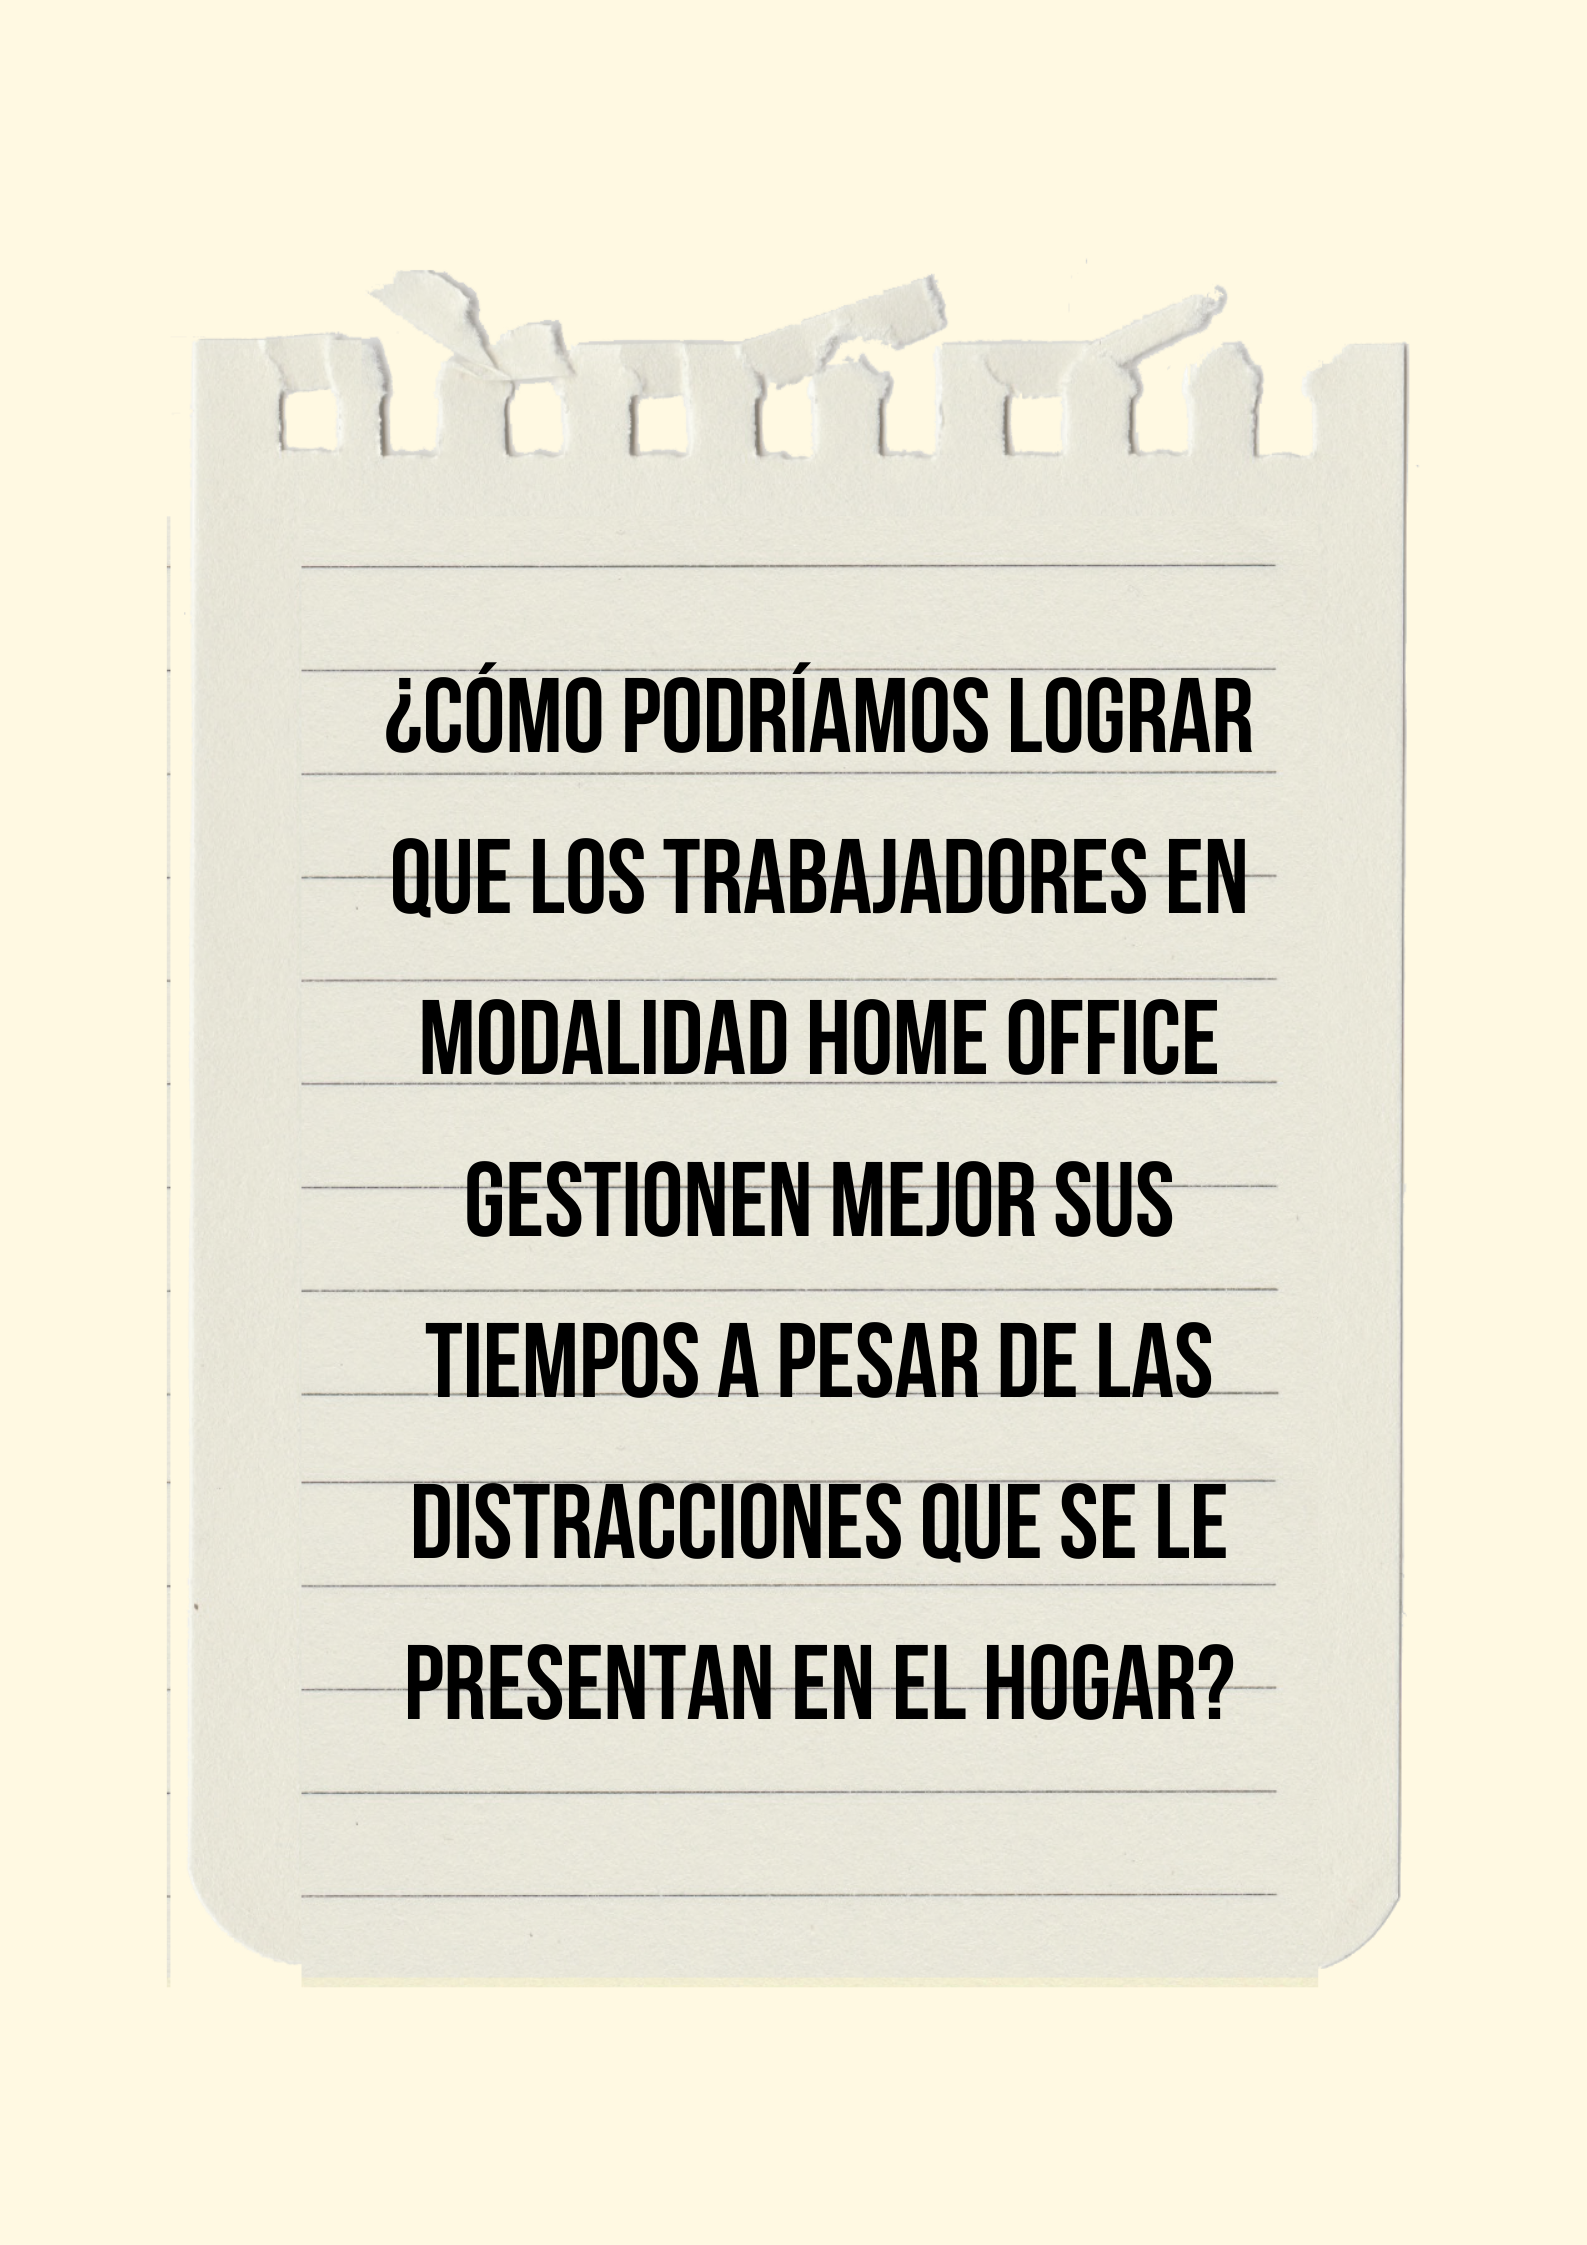 ¿CÓMO PODRÍAMOS LOGRAR
QUE LOS TRABAJADORES EN
MODALIDAD HOME OFFICE
GESTIONEN MEJOR SUS
TIEMPOS A PESAR DE LAS
DISTRACCIONES QUE SE LE
PRESENTAN EN EL HOGAR?